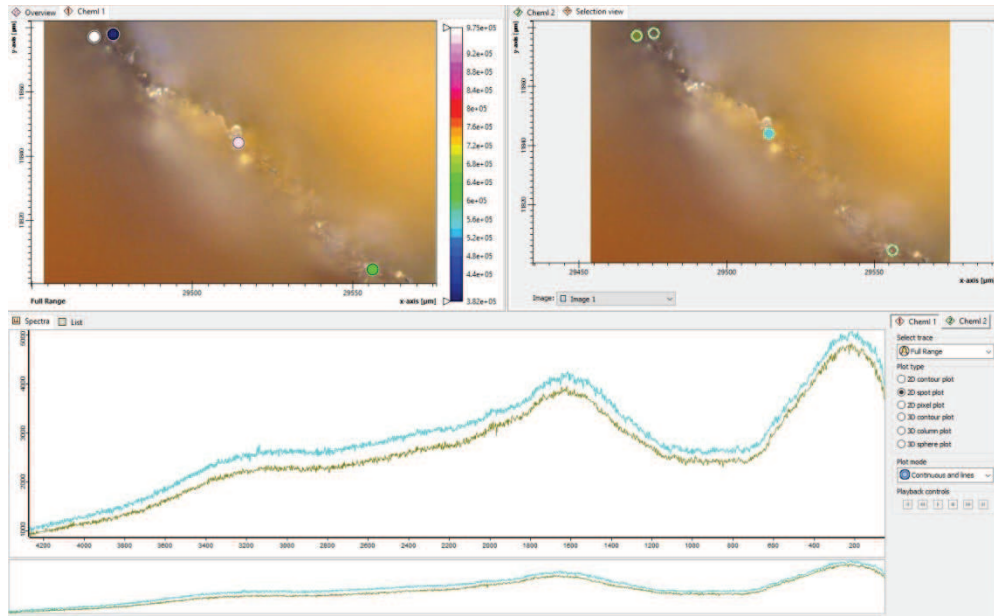 Overview
ChemI 1
y-axis [µm]
11860
11840
11820
29500
29550
Full Range
x-axis [µm]
9.75e+05
9.2e+05
8.8e+05
8.4e+05
8e+05
7.6e+05
7.2e+05
6.8e+05
6.4e+05
6e+05
5.6e+05
5.2e+05
4.8e+05
4.4e+05
3.82e+05
ChemI 2
Selection view
y-axis [µm]
11860
11840
11820
29450
29500
29550
x-axis [µm]
Image:
Image 1
Spectra
List
5000
4000
3000
2000
1000
4200
4000
3800
3600
3400
3200
3000
2800
2600
2400
2200
2000
1800
1600
1400
1200
1000
800
600
400
200
ChemI 1
ChemI 2
Select trace
Full Range
Plot type
2D contour plot
2D spot plot
2D pixel plot
3D contour plot
3D column plot
3D sphere plot
Plot mode
Continuous and lines
Playback controls